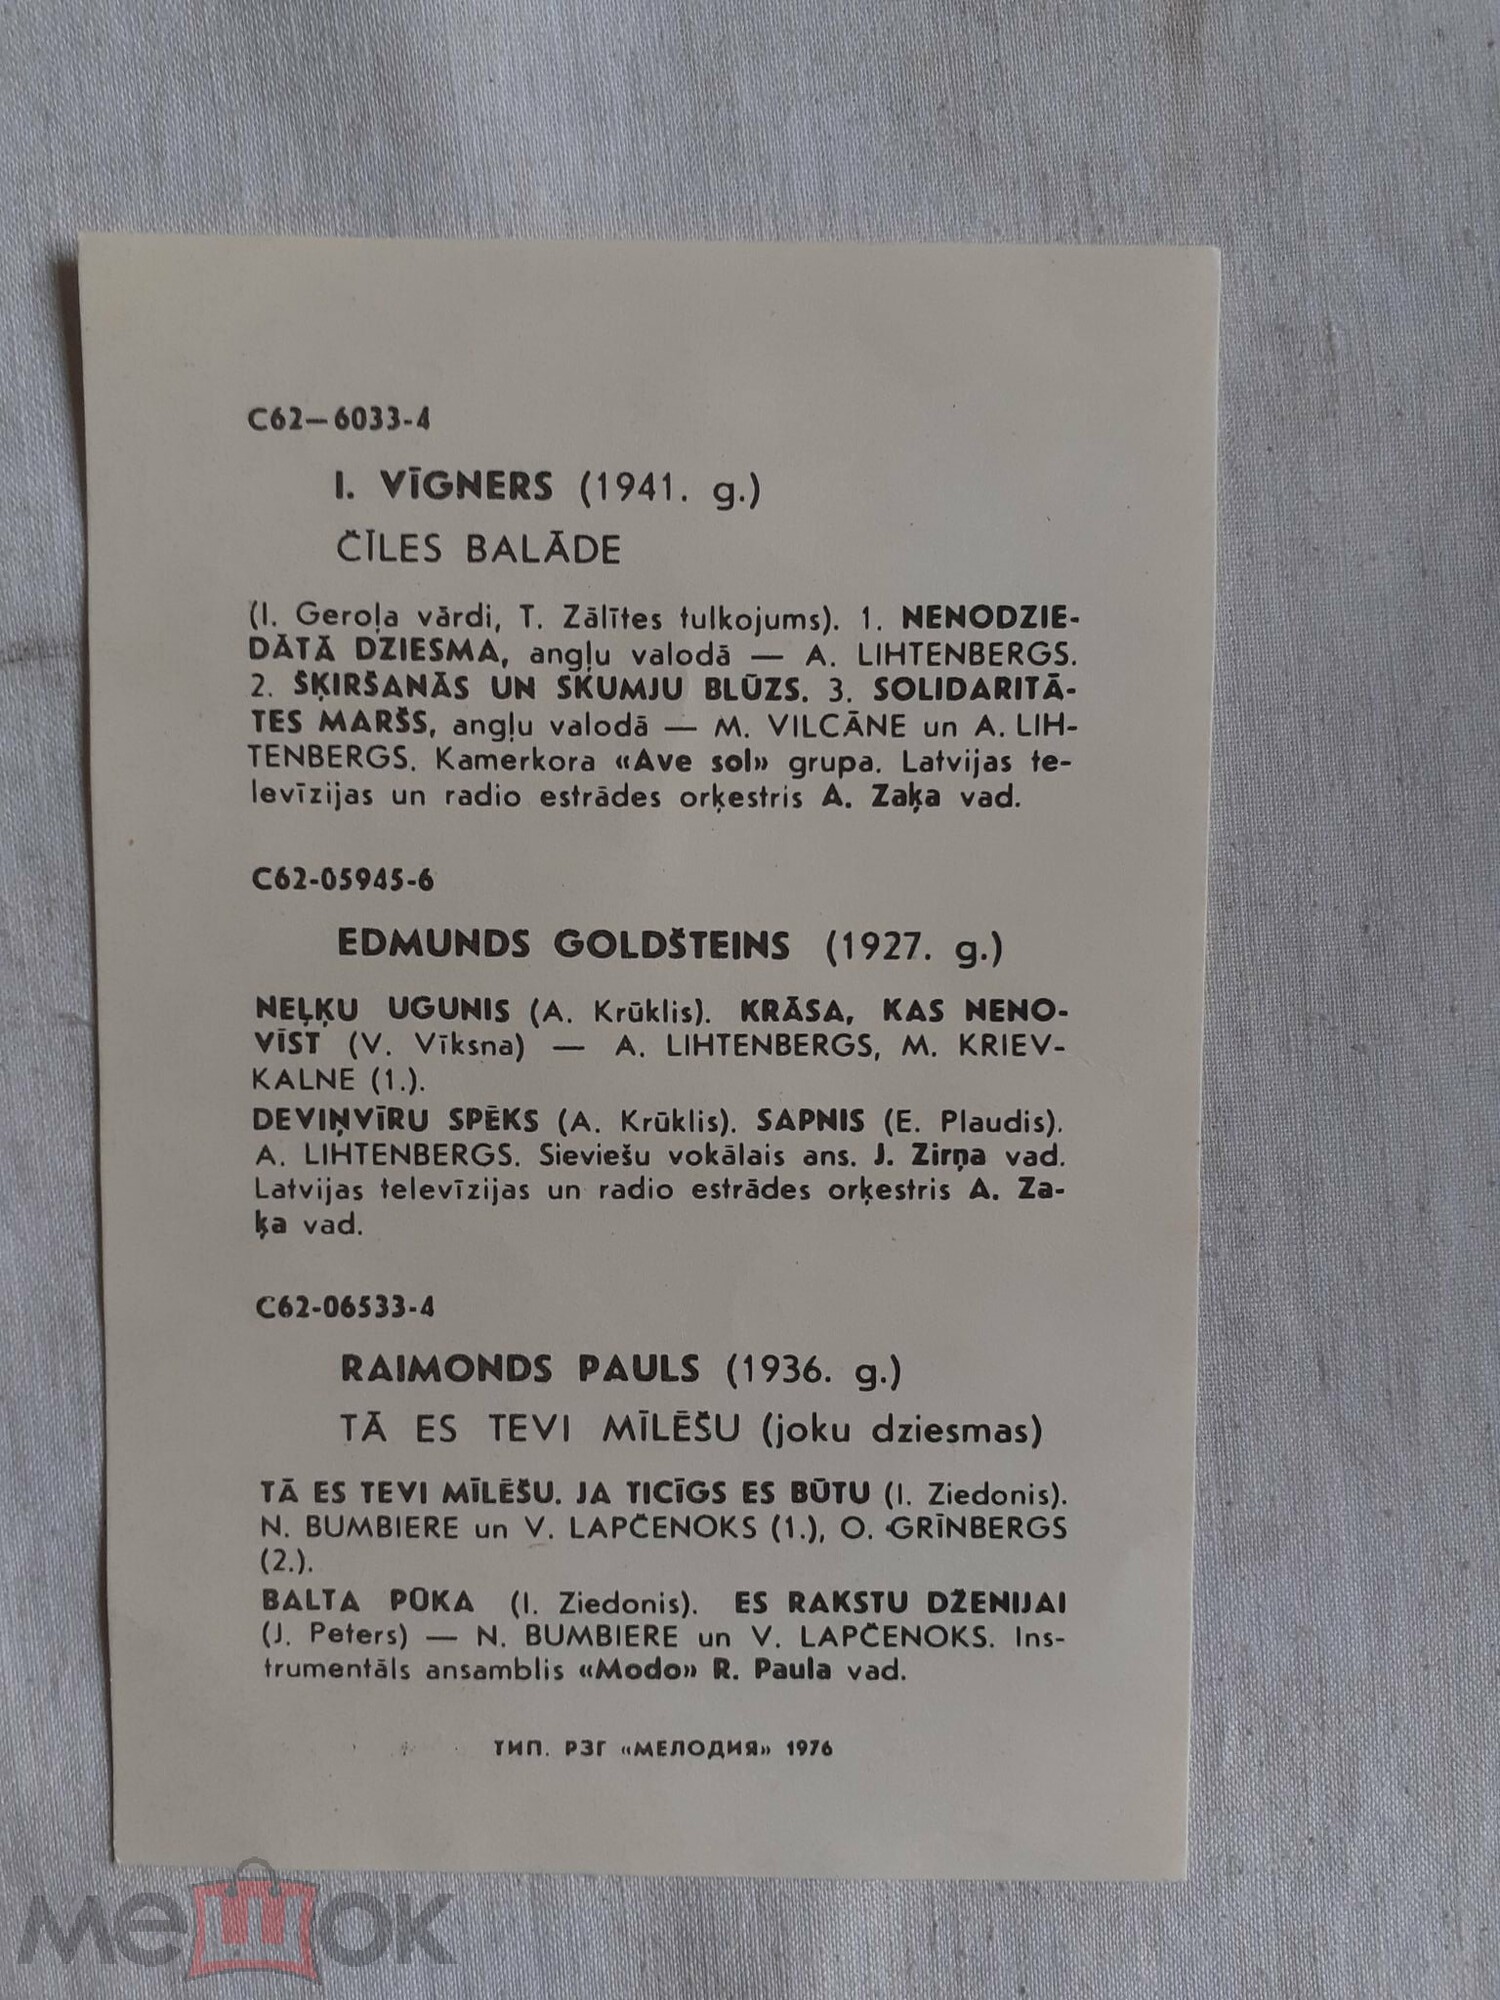 С62—6033-4
I. VĪGNERS (1941. g.)
ČĪLES BALĀDE
(I. Geroļa vārdi, T. Zālītes tulkojums). 1. NENODZIE-
DĀTĀ DZIESMA, angļu valodā — A. LIHTENBERGS.
2. ŠĶIRŠANĀS UN SKUMJU BLŪZS. 3. SOLIDARITĀ-
TES MARŠS, angļu valodā — M. VILCĀNE un A. LIH-
TENBERGS. Kamerkora «Ave sol» grupa. Latvijas te-
levīzijas un radio estrādes orķestris A. Zaķa vad.
С62-05945-6
EDMUNDS GOLDŠTEINS (1927. g.)
NEĻĶU UGUNIS (A. Krūklis). KRĀSA, KAS NENO-
VĪST (V. Vīksna) — A. LIHTENBERGS, M. KRIEV-
KALNE (1.).
DEVIŅVĪRU SPĒKS (A. Krūklis). SAPNIS (E. Plaudis).
A. LIHTENBERGS. Sieviešu vokālais ans. J. Zirņa vad.
Latvijas televīzijas un radio estrādes orķestris A. Za-
ķa vad.
С62-06533-4
RAIMONDS PAULS (1936. g.)
TĀ ES TEVI MĪLĒŠU (joku dziesmas)
TĀ ES TEVI MĪLĒŠU. JA TICĪGS ES BŪTU (I. Ziedonis).
N. BUMBIERE un V. LAPČENOKS (1.), O. GRĪNBERGS
(2.).
BALTA PŪKA (I. Ziedonis). ES RAKSTU DŽENIJAI
(J. Peters) — N. BUMBIERE un V. LAPČENOKS. Ins-
trumentāls ansamblis «Modo» R. Paula vad.
ТИП. РЗГ «МЕЛОДИЯ» 1976
мешок